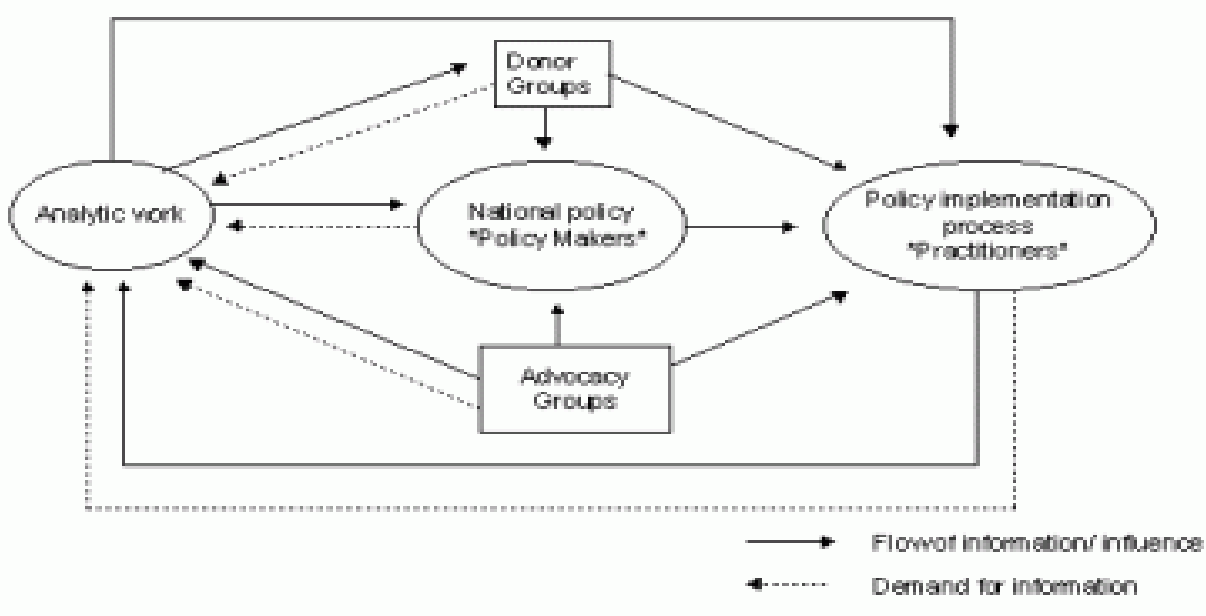 Donor
Groups
Analytic work
National policy
"Policy Makers"
Policy implementation
process
"Practitioners"
Advocacy
Groups
Flow of information/ influence
Demand for information